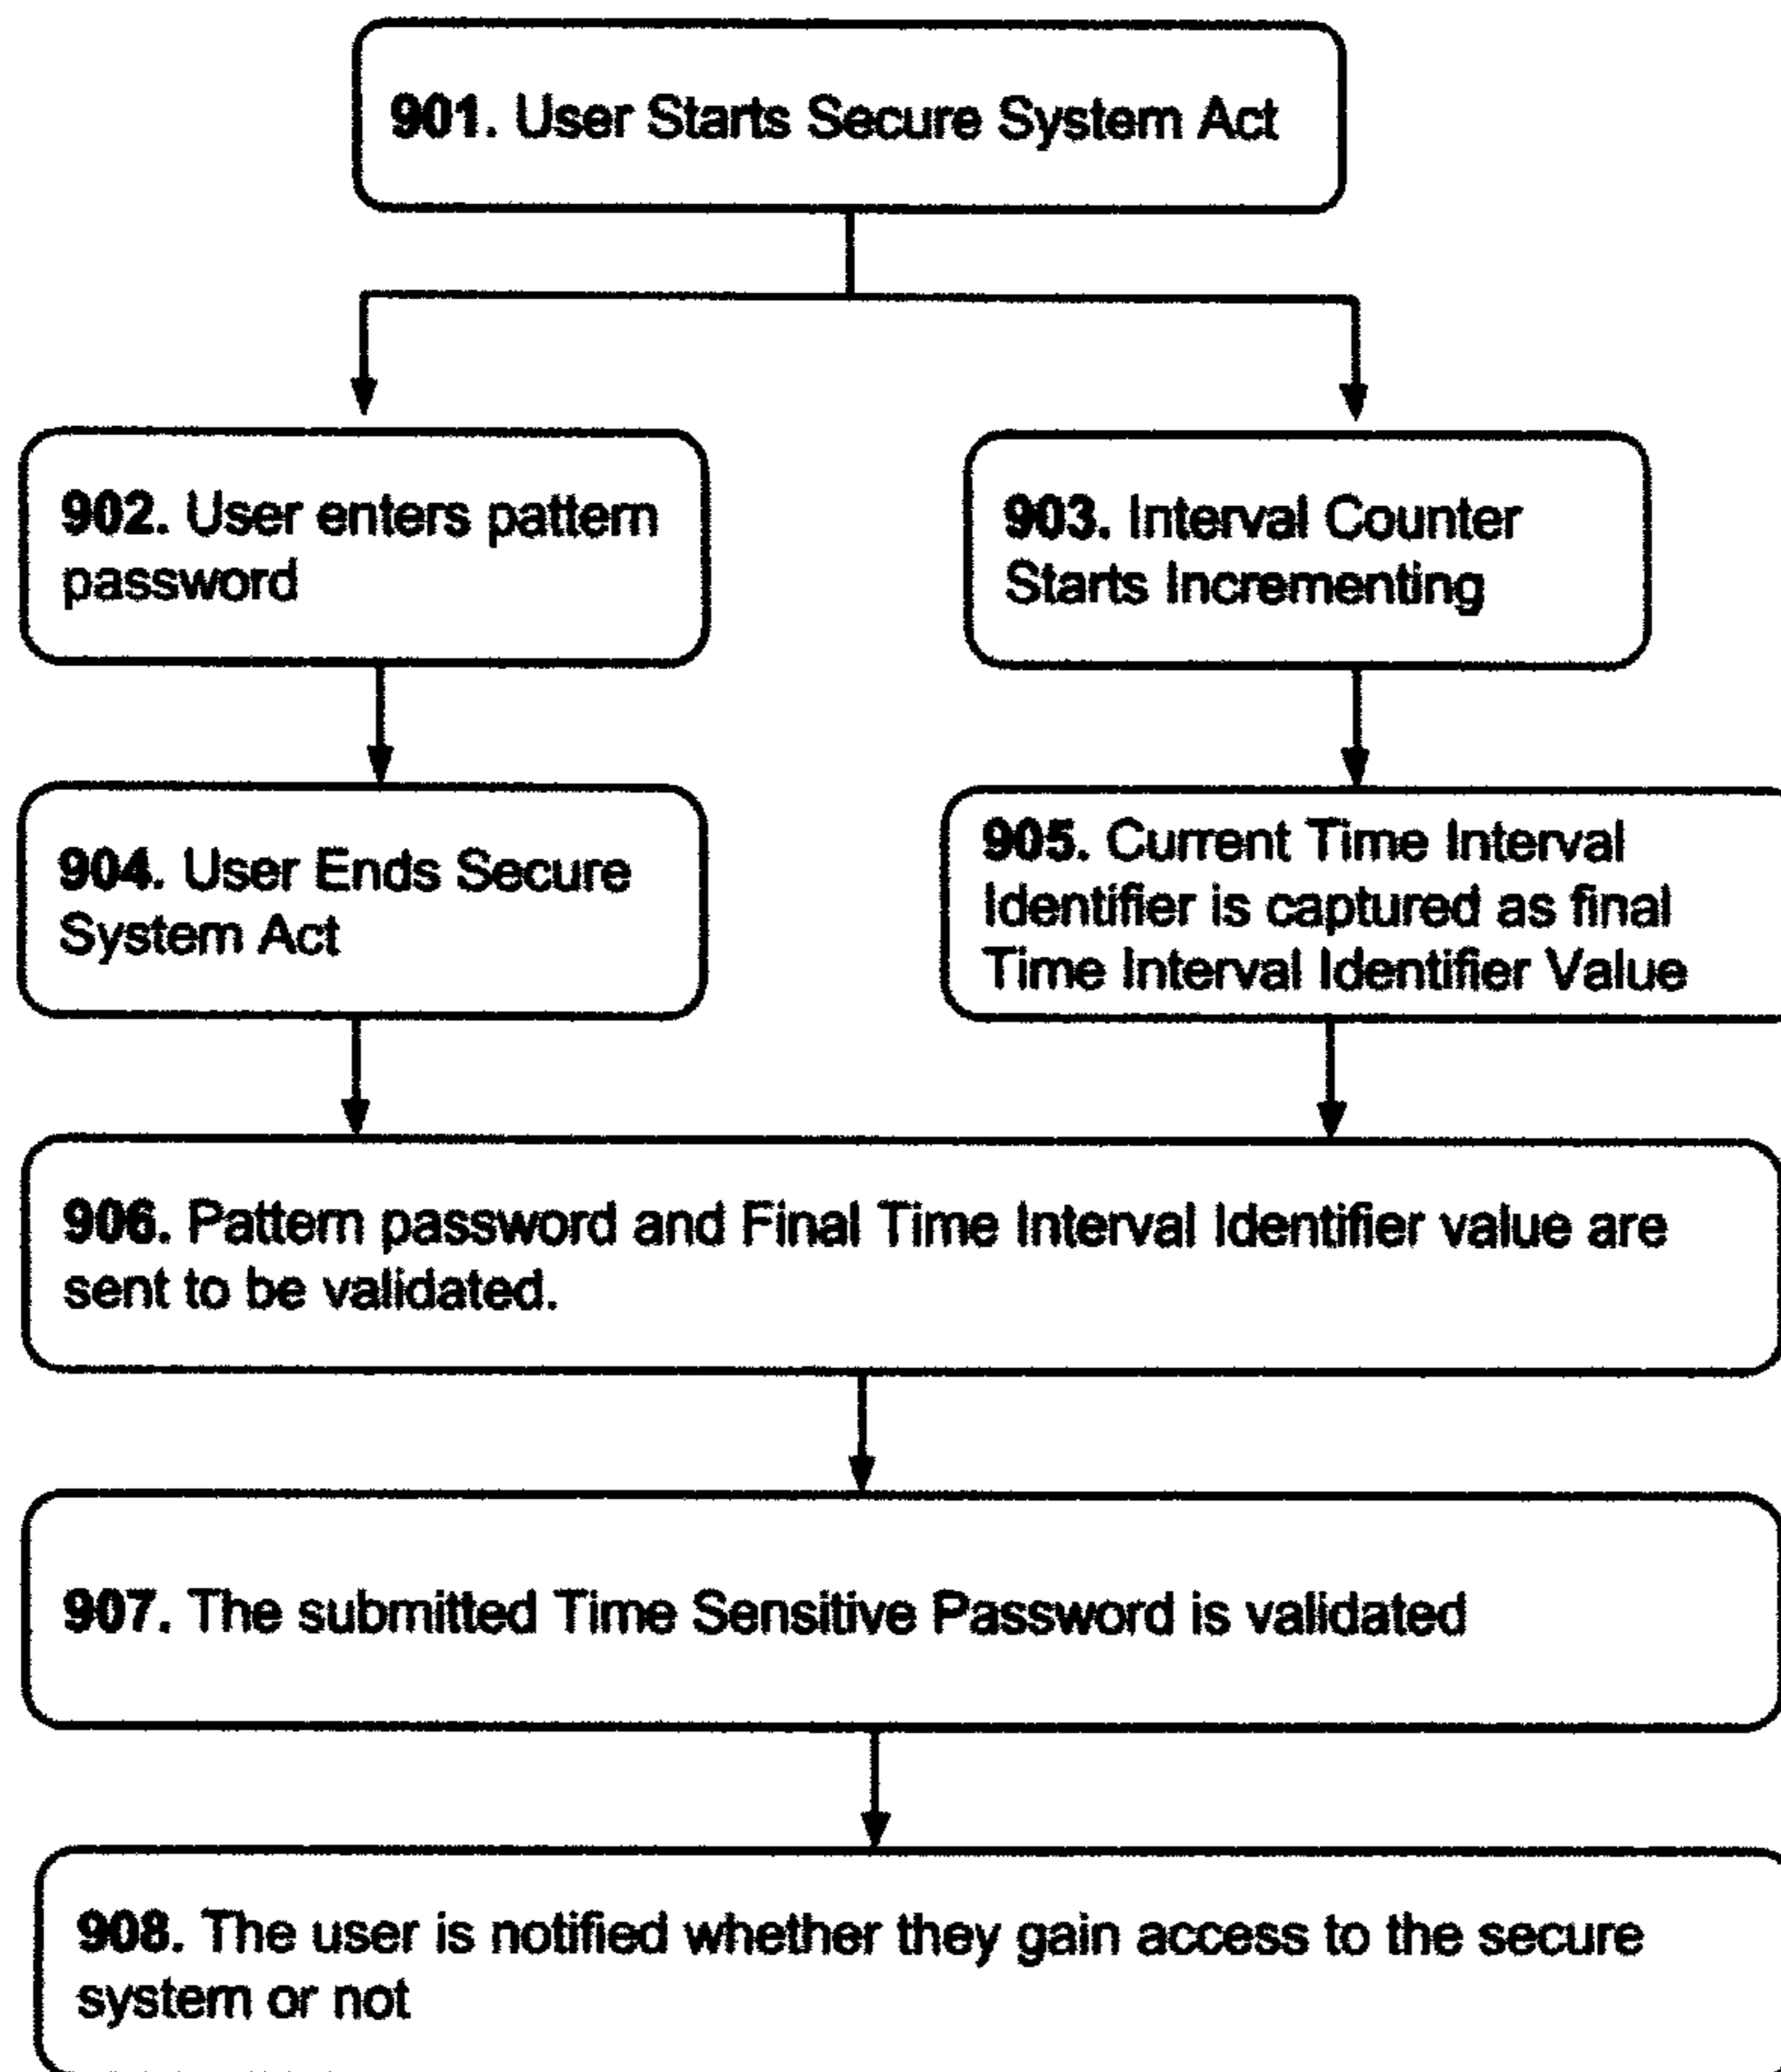 901. User Starts Secure System Act
902. User enters pattern
password
903. Interval Counter
Starts Incrementing
904. User Ends Secure
System Act
905. Current Time Interval
Identifier is captured as final
Time Interval Identifier Value
906. Pattern password and Final Time Interval Identifier value are
sent to be validated.
907. The submitted Time Sensitive Password is validated
908. The user is notified whether they gain access to the secure
system or not